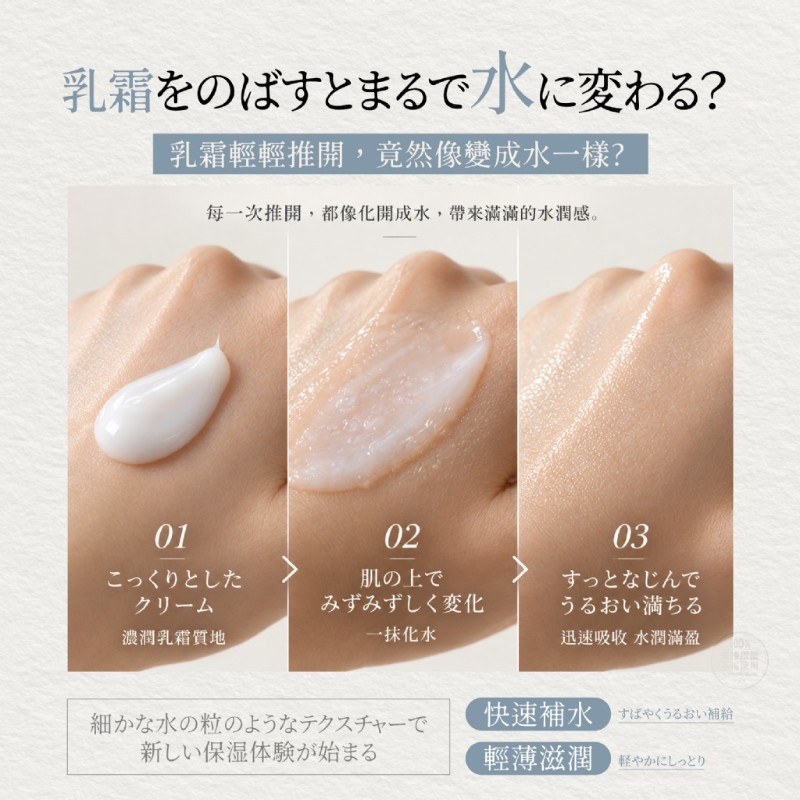 乳霜をのばすとまるで水に変わる?
乳霜輕輕推開，竟然像變成水一樣?
每一次推開，都像化開成水，帶來滿滿的水潤感。
01
こっくりとした
クリーム
濃潤乳霜質地
02
肌の上で
みずみずしく変化
一抹化水
03
すっとなじんで
うるおい満ちる
迅速吸收 水潤滿盈
細かな水の粒のようなテクスチャーで
新しい保湿体験が始まる
快速補水 すばやくうるおい補給
輕薄滋潤 軽やかにしっとり